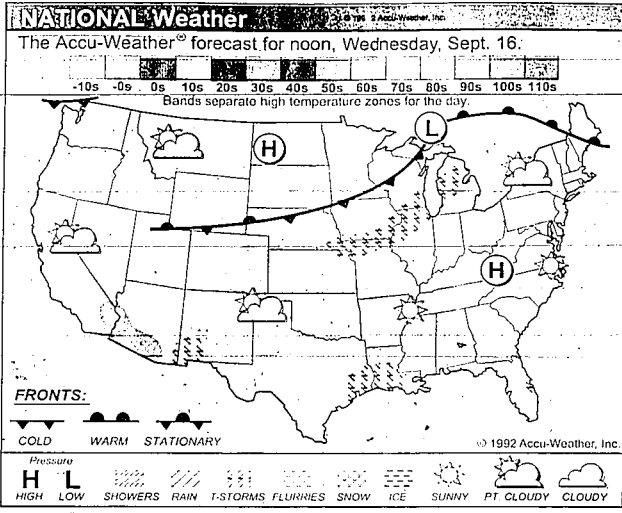 NATIONAL Weather
© 1992 Accu-Weather, Inc.
The Accu-Weather® forecast for noon, Wednesday, Sept. 16.
-10s -0s 0s 10s 20s 30s 40s 50s 60s 70s 80s 90s 100s 110s
Bands separate high temperature zones for the day.
L
H
H
FRONTS:
COLD WARM STATIONARY
© 1992 Accu-Weather, Inc.
Pressure
H L
HIGH LOW SHOWERS RAIN T-STORMS FLURRIES SNOW ICE SUNNY PT. CLOUDY CLOUDY